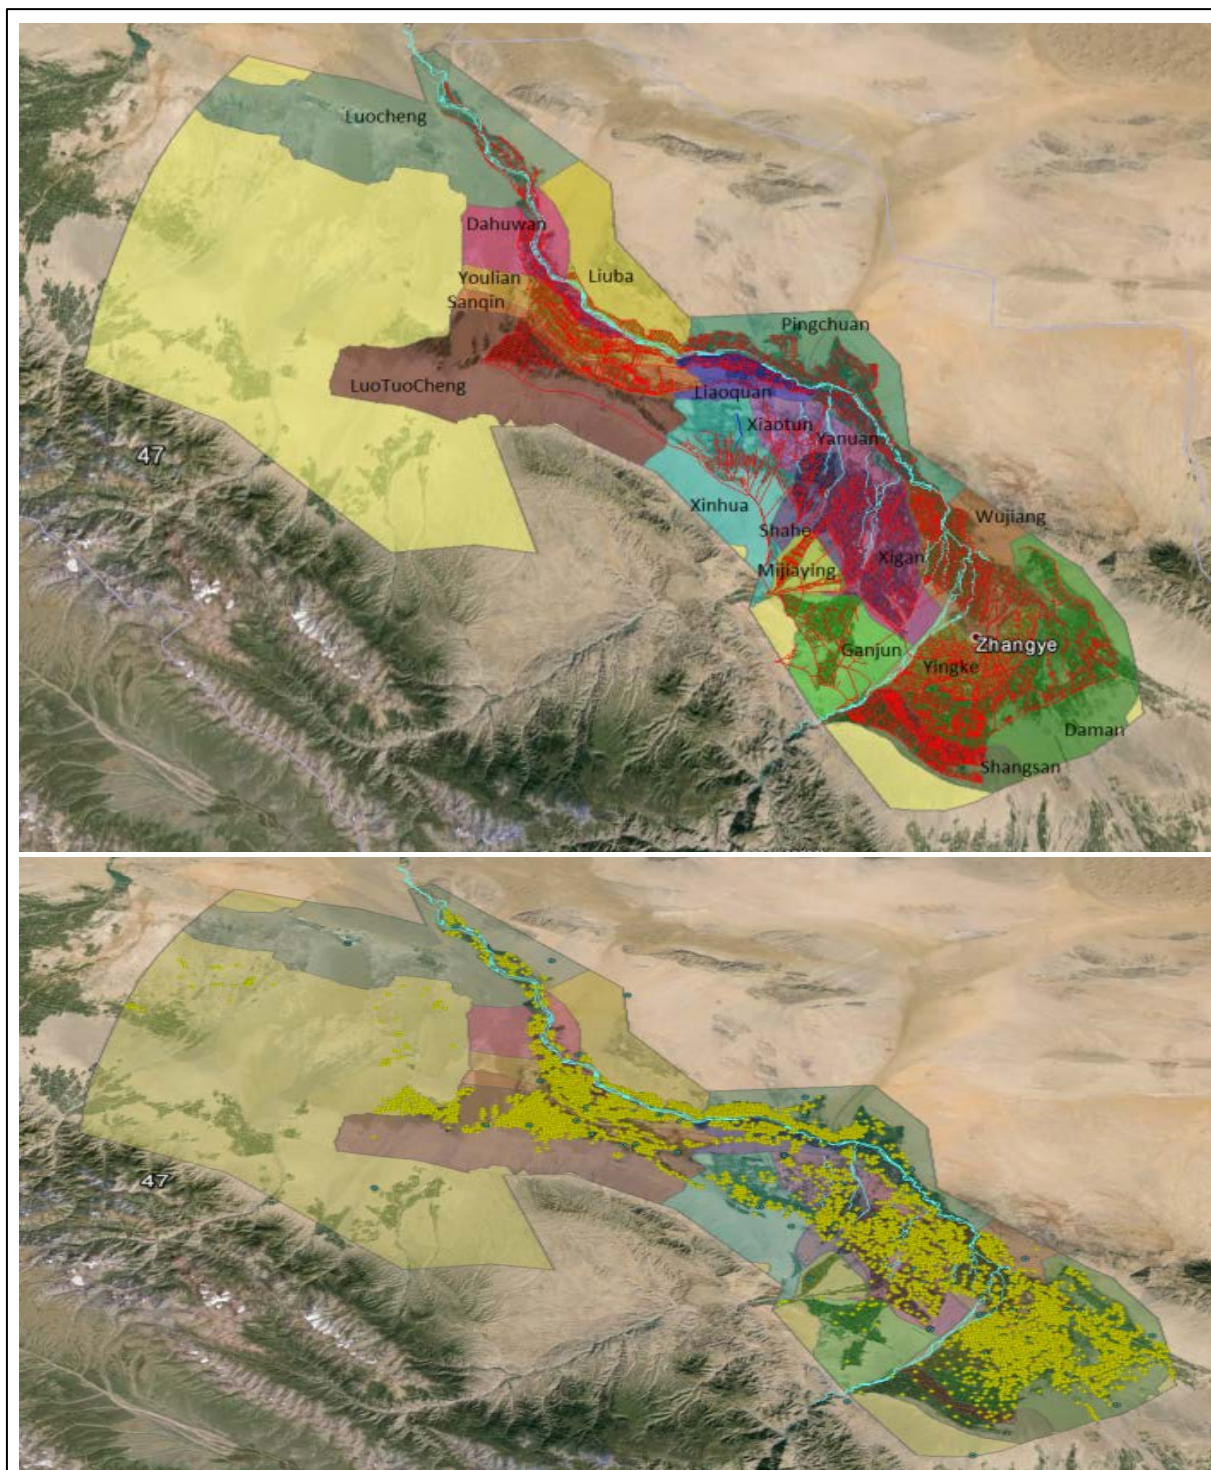 Luocheng
Dahuwan
Youlian
Liuba
Sanqin
Pingchuan
LuoTuoCheng
Liaoquan
Xiaotun
Yanuan
47
Xinhua
Wujiang
Shahe
Xigan
Mijiaying
Zhangye
Ganjun
Yingke
Daman
Shangsan
47